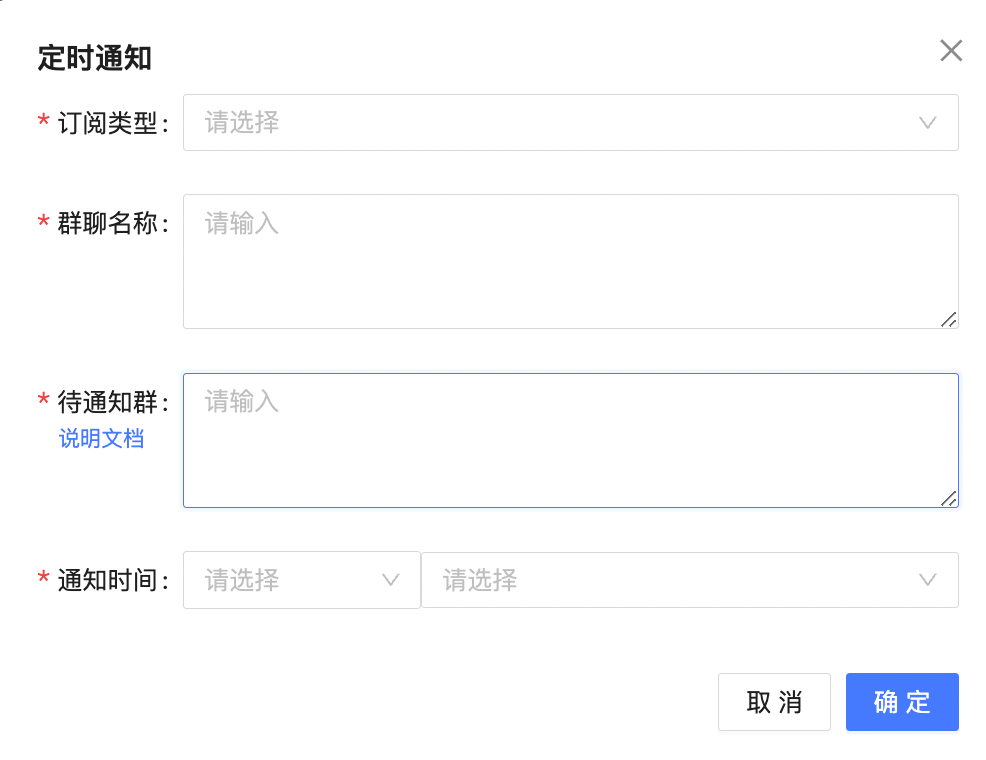 定时通知
* 订阅类型: 请选择
* 群聊名称: 请输入
* 待通知群: 请输入
说明文档
* 通知时间: 请选择 请选择
取 消 确 定